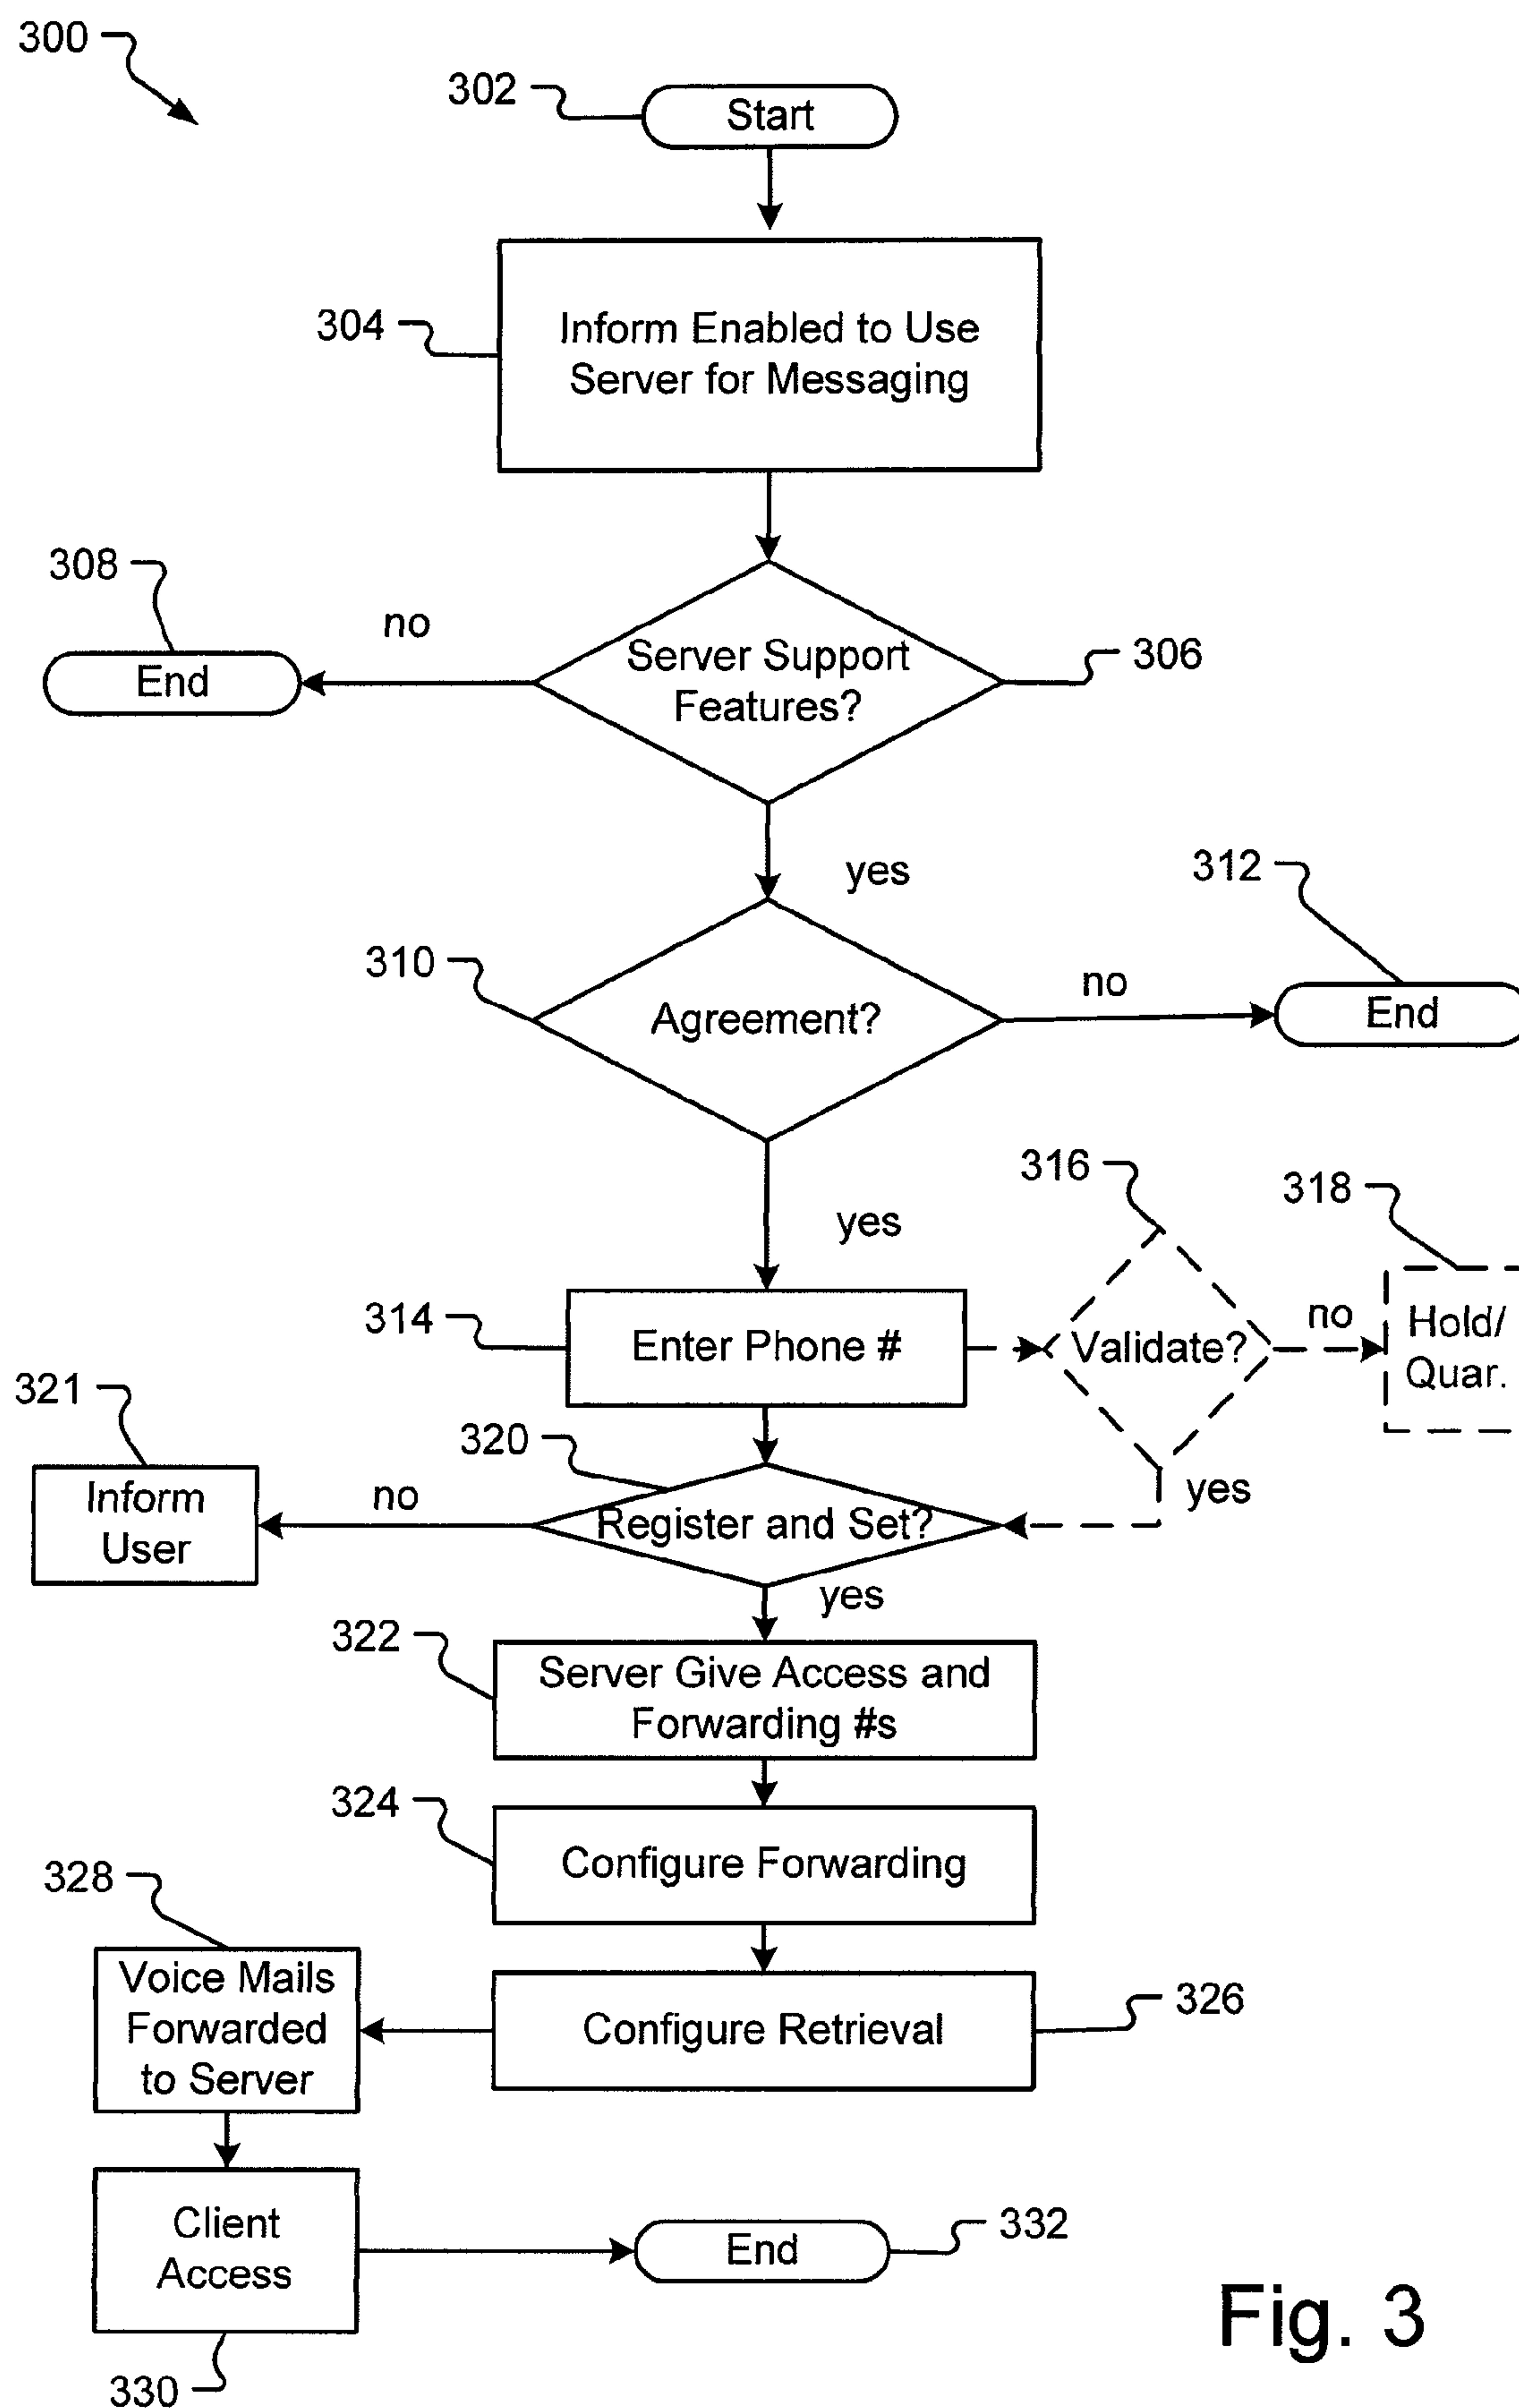 300
302
Start
304
Inform Enabled to Use
Server for Messaging
308
no
End
Server Support
Features?
306
yes
312
310
Agreement?
no
End
yes
316
318
314
Enter Phone #
Validate?
no
Hold/
Quar.
321
320
Inform
User
no
Register and Set?
yes
yes
322
Server Give Access and
Forwarding #s
324
Configure Forwarding
328
Voice Mails
Forwarded
to Server
Configure Retrieval
326
Client
Access
End
332
330
Fig. 3